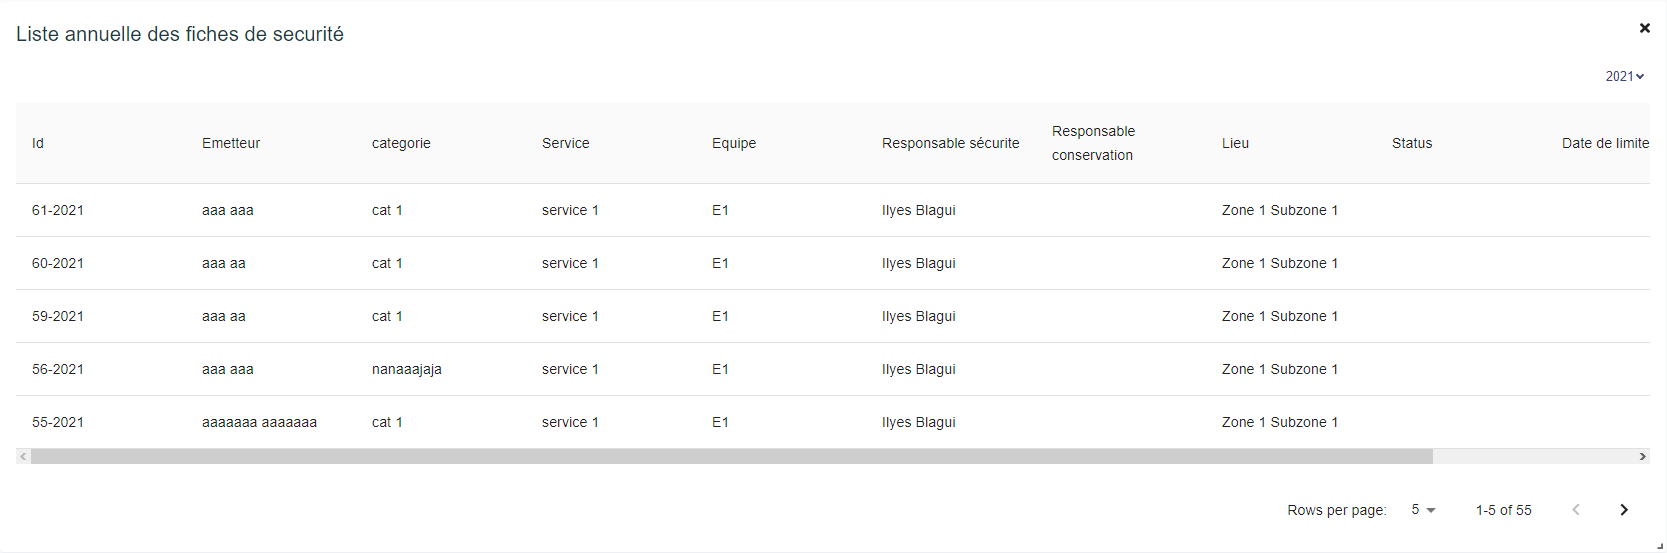 Liste annuelle des fiches de securité
2021
Id Emetteur categorie Service Equipe Responsable sécurite Responsable conservation Lieu Status Date de limite
61-2021 aaa aaa cat 1 service 1 E1 Ilyes Blagui Zone 1 Subzone 1
60-2021 aaa aa cat 1 service 1 E1 Ilyes Blagui Zone 1 Subzone 1
59-2021 aaa aa cat 1 service 1 E1 Ilyes Blagui Zone 1 Subzone 1
56-2021 aaa aaa nanaaajaja service 1 E1 Ilyes Blagui Zone 1 Subzone 1
55-2021 aaaaaaa aaaaaaa cat 1 service 1 E1 Ilyes Blagui Zone 1 Subzone 1
Rows per page: 5 1-5 of 55